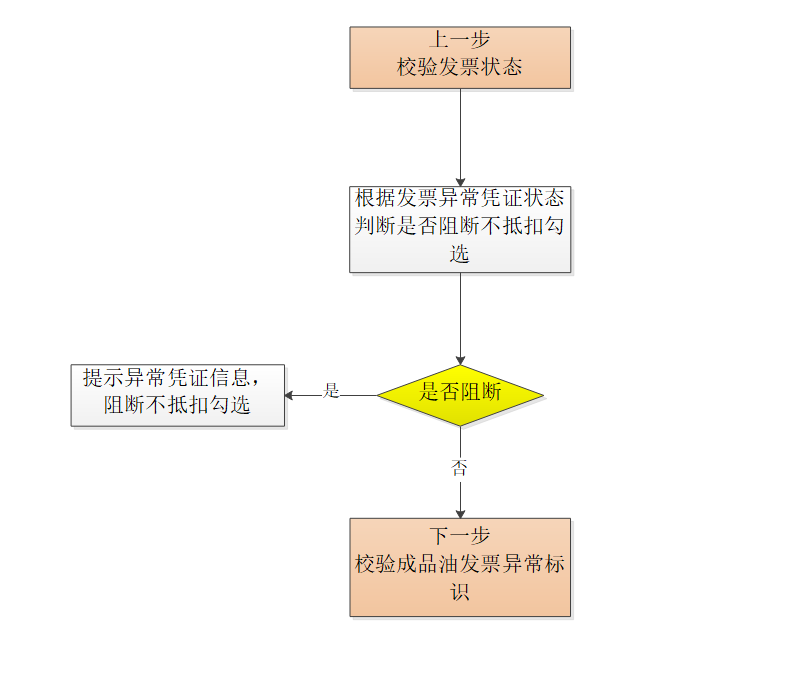 上一步
校验发票状态
根据发票异常凭证状态
判断是否阻断不抵扣勾
选
是否阻断
是
提示异常凭证信息，
阻断不抵扣勾选
否
下一步
校验成品油发票异常标
识